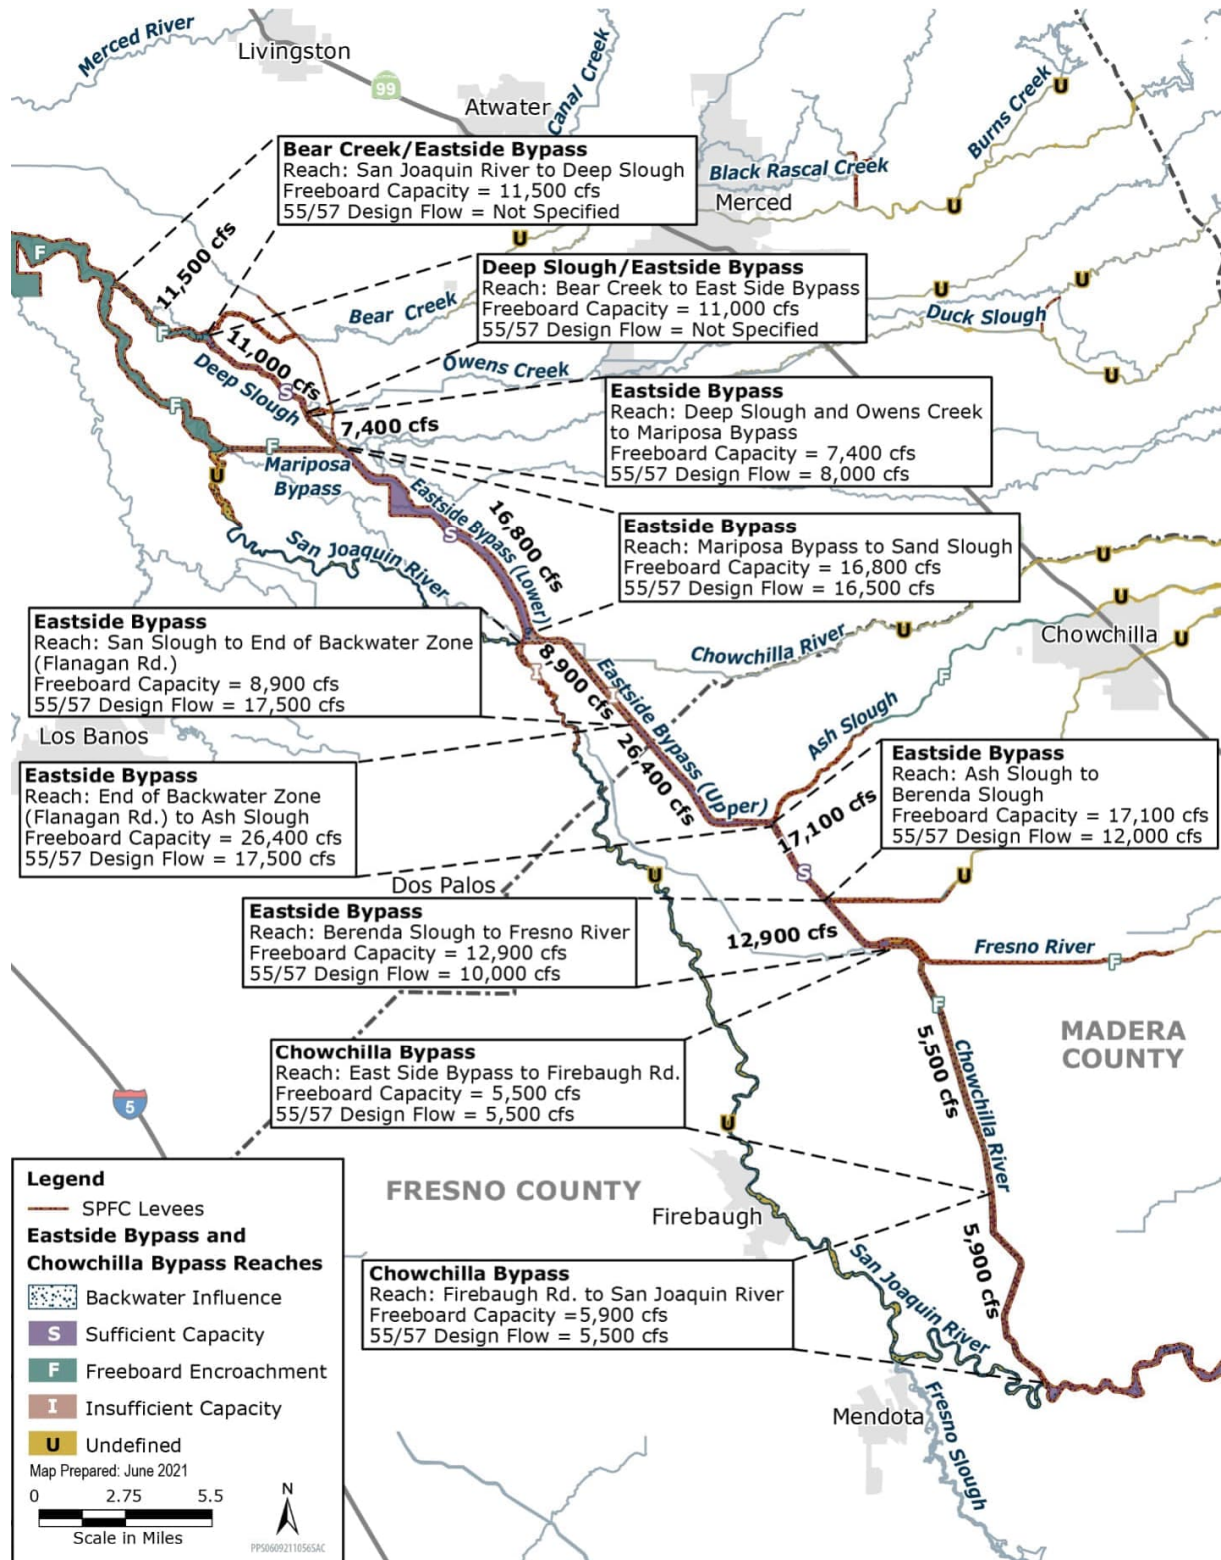 Merced River
Livingston
99
Atwater
Canal Creek
Burns Creek
U
Bear Creek/Eastside Bypass
Reach: San Joaquin River to Deep Slough
Freeboard Capacity = 11,500 cfs
55/57 Design Flow = Not Specified
Black Rascal Creek
Merced
U
F
11,500 cfs
U
Deep Slough/Eastside Bypass
Reach: Bear Creek to East Side Bypass
Freeboard Capacity = 11,000 cfs
55/57 Design Flow = Not Specified
U
U
Bear Creek
Duck Slough
F
11,000 cfs
Deep Slough
S
Owens Creek
U
Eastside Bypass
Reach: Deep Slough and Owens Creek
to Mariposa Bypass
Freeboard Capacity = 7,400 cfs
55/57 Design Flow = 8,000 cfs
F
7,400 cfs
F
Mariposa
Bypass
U
Eastside Bypass (Lower)
S
16,800 cfs
Eastside Bypass
Reach: Mariposa Bypass to Sand Slough
Freeboard Capacity = 16,800 cfs
55/57 Design Flow = 16,500 cfs
San Joaquin River
U
U
Eastside Bypass
Reach: San Slough to End of Backwater Zone
(Flanagan Rd.)
Freeboard Capacity = 8,900 cfs
55/57 Design Flow = 17,500 cfs
Chowchilla River
U
Chowchilla
U
I
8,900 cfs
I
Eastside Bypass (Upper)
F
Ash Slough
Los Banos
26,400 cfs
Eastside Bypass
Reach: End of Backwater Zone
(Flanagan Rd.) to Ash Slough
Freeboard Capacity = 26,400 cfs
55/57 Design Flow = 17,500 cfs
Eastside Bypass
Reach: Ash Slough to
Berenda Slough
Freeboard Capacity = 17,100 cfs
55/57 Design Flow = 12,000 cfs
17,100 cfs
S
U
U
Dos Palos
Eastside Bypass
Reach: Berenda Slough to Fresno River
Freeboard Capacity = 12,900 cfs
55/57 Design Flow = 10,000 cfs
12,900 cfs
Fresno River
F
F
Chowchilla Bypass
Reach: East Side Bypass to Firebaugh Rd.
Freeboard Capacity = 5,500 cfs
55/57 Design Flow = 5,500 cfs
5,500 cfs
Chowchilla River
MADERA
COUNTY
5
U
FRESNO COUNTY
Firebaugh
5,900 cfs
San Joaquin River
Chowchilla Bypass
Reach: Firebaugh Rd. to San Joaquin River
Freeboard Capacity =5,900 cfs
55/57 Design Flow = 5,500 cfs
Mendota
Fresno Slough
Legend
SPFC Levees
Eastside Bypass and
Chowchilla Bypass Reaches
Backwater Influence
S Sufficient Capacity
F Freeboard Encroachment
I Insufficient Capacity
U Undefined
Map Prepared: June 2021
0 2.75 5.5
Scale in Miles
N
PPS0609211056SAC